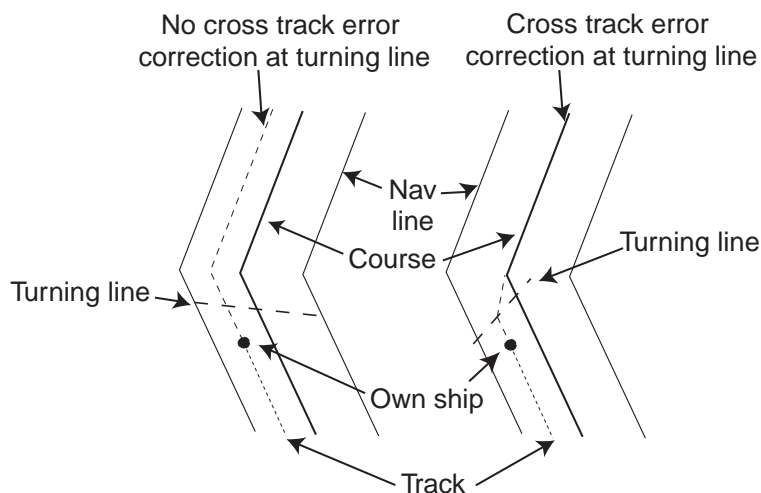 No cross track error
correction at turning line
Cross track error
correction at turning line
Nav
line
Course
Turning line
Turning line
Own ship
Track